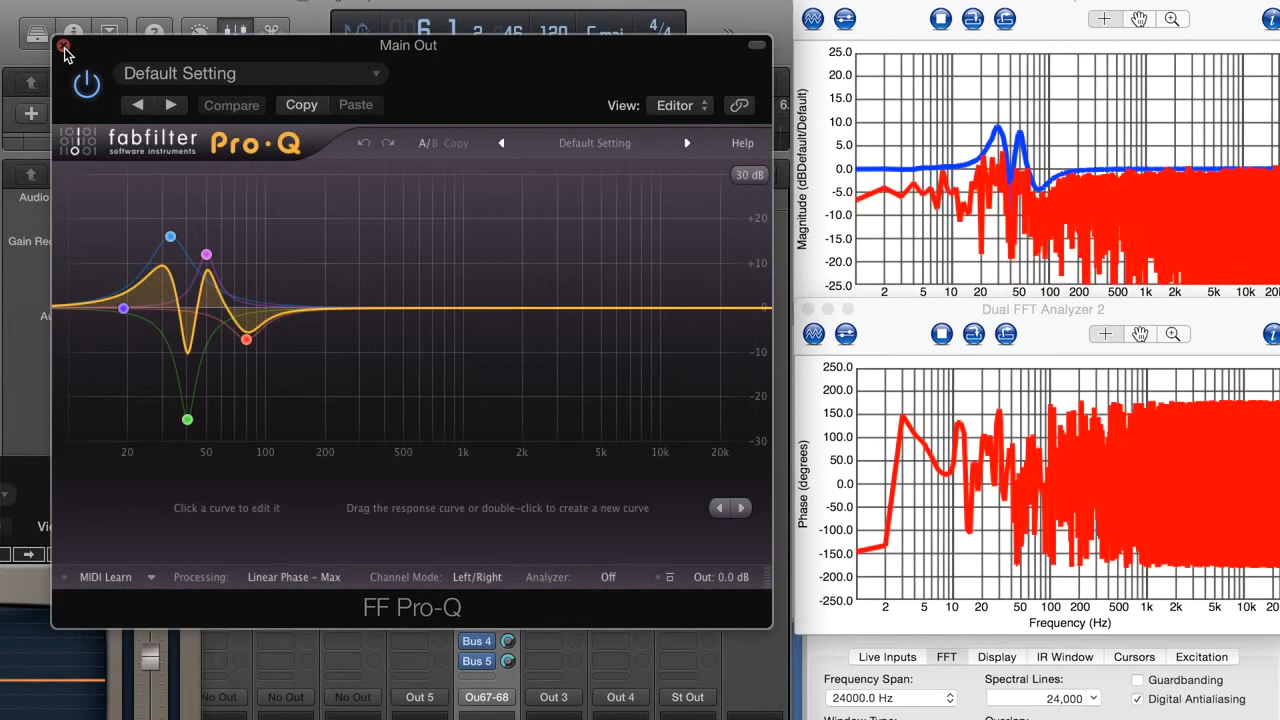 Main Out
Default Setting
Compare Copy Paste View: Editor
fabfilter
software instruments
Pro·Q
A/B Copy Default Setting Help
30 dB
+20
+10
0
-10
-20
-30
20 50 100 200 500 1k 2k 5k 10k 20k
Click a curve to edit it Drag the response curve or double-click to create a new curve
MIDI Learn Processing: Linear Phase - Max Channel Mode: Left/Right Analyzer: Off Out: 0.0 dB
FF Pro-Q
Audio
Gain Rec
Au
Vi
Bus 4
Bus 5
No Out No Out No Out Out 5 Ou67-68 Out 3 Out 4 St Out
Magnitude (dBDefault/Default)
25.0
20.0
15.0
10.0
5.0
0.0
-5.0
-10.0
-15.0
-20.0
-25.0
2 5 10 20 50 100 200 500 1k 2k 5k 10k 20
Dual FFT Analyzer 2
Phase (degrees)
250.0
200.0
150.0
100.0
50.0
0.0
-50.0
-100.0
-150.0
-200.0
-250.0
2 5 10 20 50 100 200 500 1k 2k 5k 10k
Frequency (Hz)
Live Inputs FFT Display IR Window Cursors Excitation
Frequency Span: Spectral Lines: Guardbanding
24000.0 Hz 24,000 Digital Antialiasing